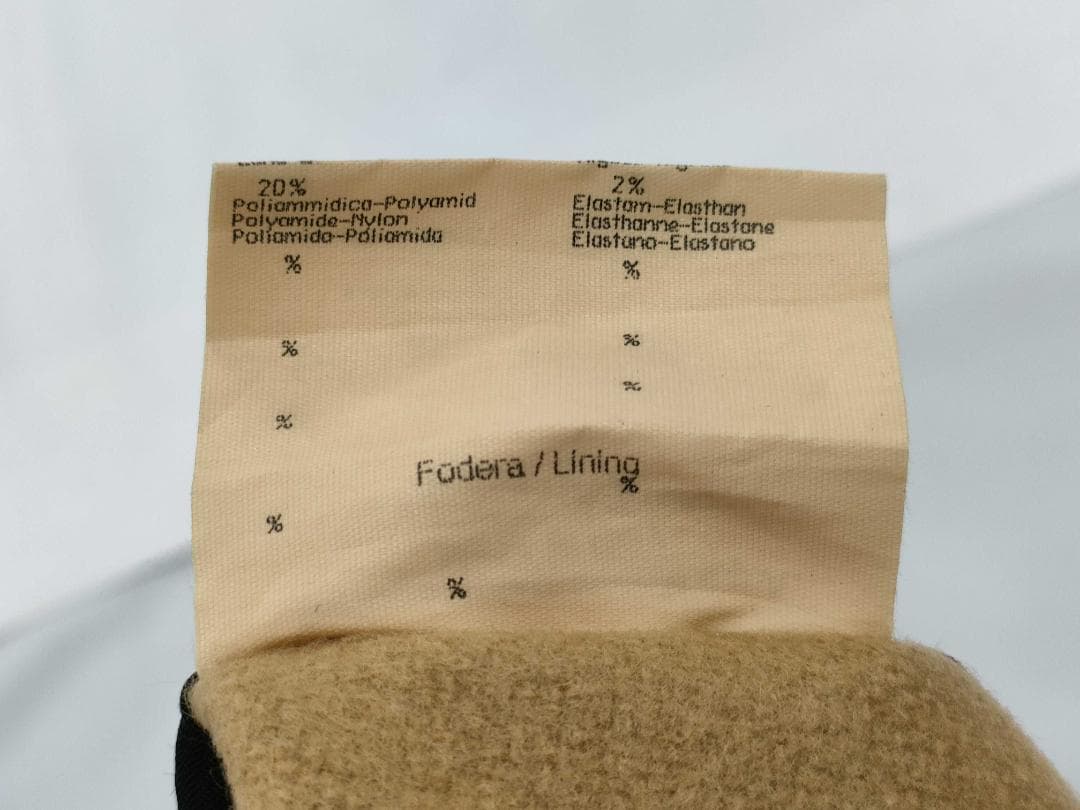 20%
Poliammidica-Polyamid
Polyamide-Nylon
Poliamida-Poliamida
2%
Elastam-Elasthan
Elasthanne-Elastane
Elastano-Elastano
%
%
%
%
%
%
Fodera / Lining
%
%
%